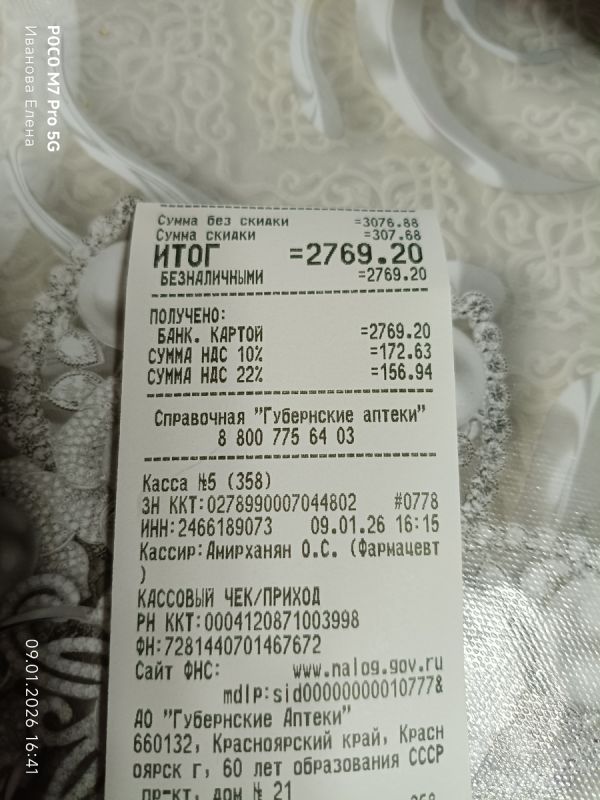 Сумма без скидки =3076.88
Сумма скидки =307.68
ИТОГ =2769.20
БЕЗНАЛИЧНЫМИ =2769.20
ПОЛУЧЕНО:
БАНК. КАРТОЙ =2769.20
СУММА НДС 10% =172.63
СУММА НДС 22% =156.94
Справочная "Губернские аптеки"
8 800 775 64 03
Касса №5 (358)
ЗН ККТ:0278990007044802 #0778
ИНН:2466189073 09.01.26 16:15
Кассир:Амирханян О.С. (Фармацевт
)
КАССОВЫЙ ЧЕК/ПРИХОД
РН ККТ:0004120871003998
ФН:7281440701467672
Сайт ФНС: www.nalog.gov.ru
mdlp:sid0000000010777&
АО "Губернские Аптеки"
660132, Красноярский край, Красн
оярск г, 60 лет образования СССР
пр-кт, дом № 21
POCO M7 Pro 5G
Иванова Елена
09.01.2026 16:41